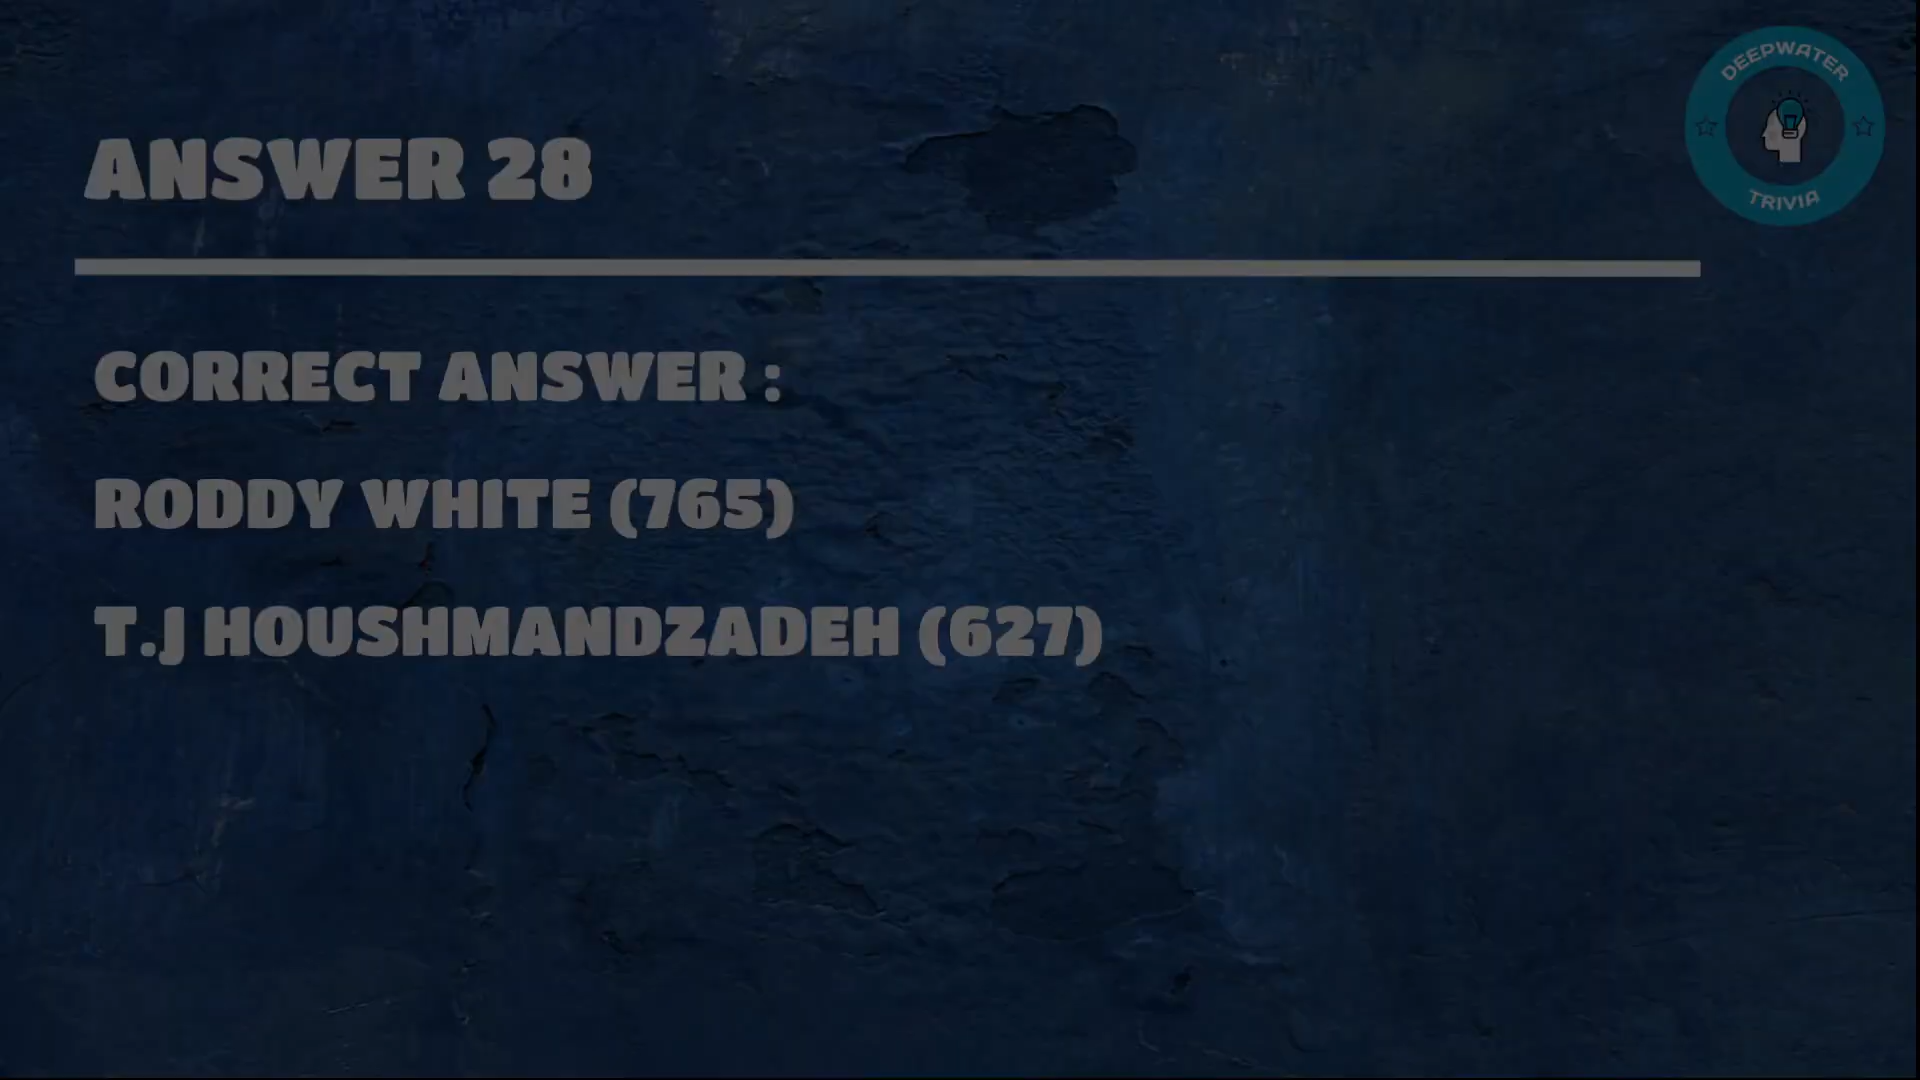 DEEPWATER
TRIVIA
ANSWER 28
CORRECT ANSWER :
RODDY WHITE (765)
T.J HOUSHMANDZADEH (627)